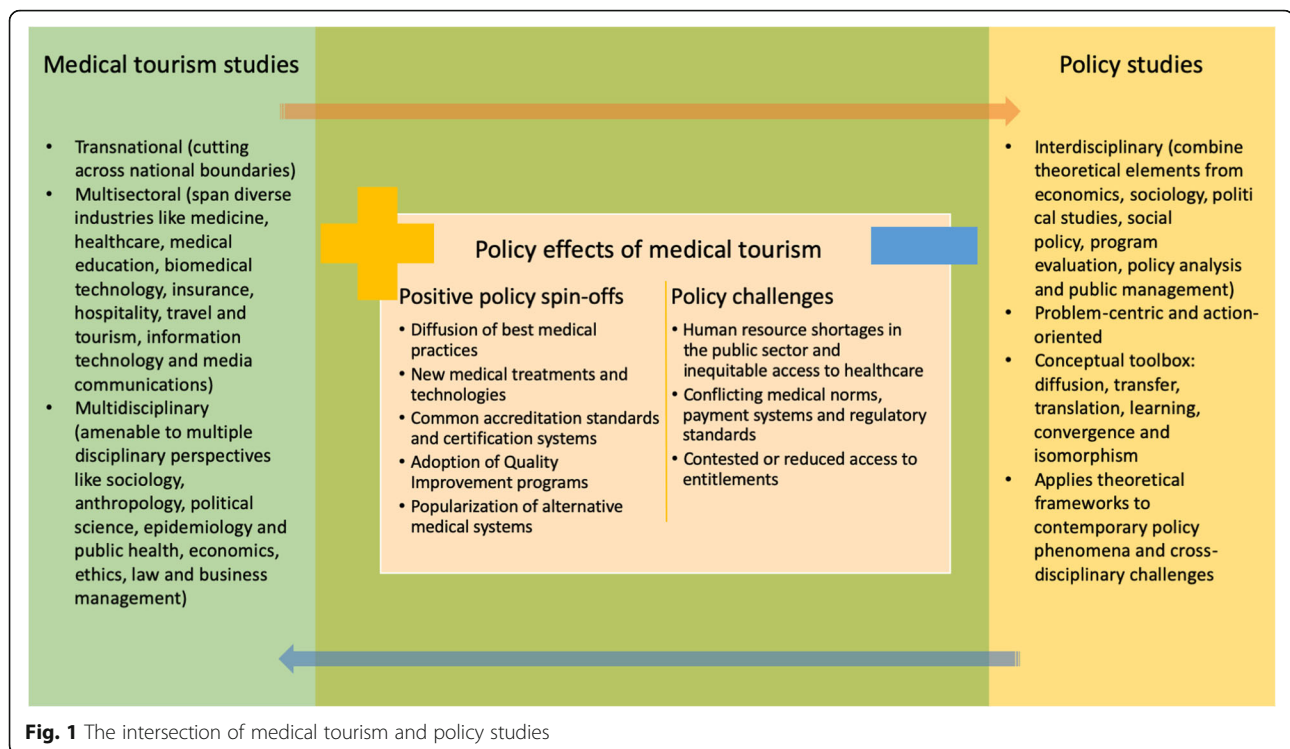 Medical tourism studies
• Transnational (cutting
across national boundaries)
• Multisectoral (span diverse
industries like medicine,
healthcare, medical
education, biomedical
technology, insurance,
hospitality, travel and
tourism, information
technology and media
communications)
• Multidisciplinary
(amenable to multiple
disciplinary perspectives
like sociology,
anthropology, political
science, epidemiology and
public health, economics,
ethics, law and business
management)
Policy effects of medical tourism
Positive policy spin-offs
• Diffusion of best medical
practices
• New medical treatments and
technologies
• Common accreditation standards
and certification systems
• Adoption of Quality
Improvement programs
• Popularization of alternative
medical systems
Policy challenges
• Human resource shortages in
the public sector and
inequitable access to healthcare
• Conflicting medical norms,
payment systems and regulatory
standards
• Contested or reduced access to
entitlements
Policy studies
• Interdisciplinary (combine
theoretical elements from
economics, sociology, politi
cal studies, social
policy, program
evaluation, policy analysis
and public management)
• Problem-centric and action-
oriented
• Conceptual toolbox:
diffusion, transfer,
translation, learning,
convergence and
isomorphism
• Applies theoretical
frameworks to
contemporary policy
phenomena and cross-
disciplinary challenges
Fig. 1 The intersection of medical tourism and policy studies